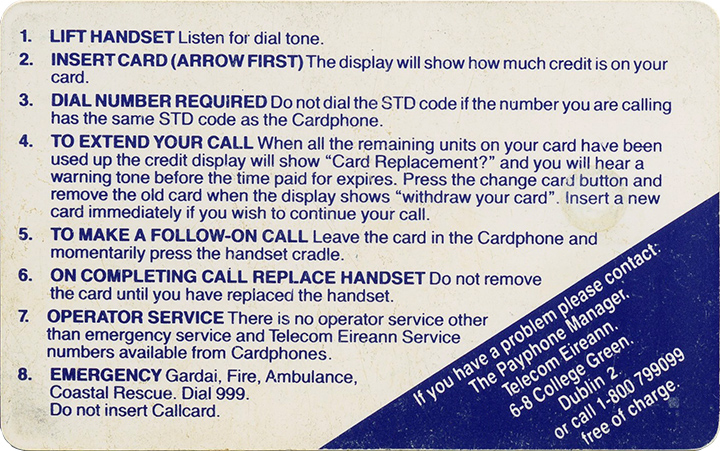 1. LIFT HANDSET Listen for dial tone.
2. INSERT CARD (ARROW FIRST) The display will show how much credit is on your
card.
3. DIAL NUMBER REQUIRED Do not dial the STD code if the number you are calling
has the same STD code as the Cardphone.
4. TO EXTEND YOUR CALL When all the remaining units on your card have been
used up the credit display will show "Card Replacement?" and you will hear a
warning tone before the time paid for expires. Press the change card button and
remove the old card when the display shows "withdraw your card". Insert a new
card immediately if you wish to continue your call.
5. TO MAKE A FOLLOW-ON CALL Leave the card in the Cardphone and
momentarily press the handset cradle.
6. ON COMPLETING CALL REPLACE HANDSET Do not remove
the card until you have replaced the handset.
7. OPERATOR SERVICE There is no operator service other
than emergency service and Telecom Eireann Service
numbers available from Cardphones.
8. EMERGENCY Gardai, Fire, Ambulance,
Coastal Rescue. Dial 999.
Do not insert Callcard.
If you have a problem please contact:
The Payphone Manager,
Telecom Eireann,
6-8 College Green,
Dublin 2,
or call 1-800 799099
free of charge.